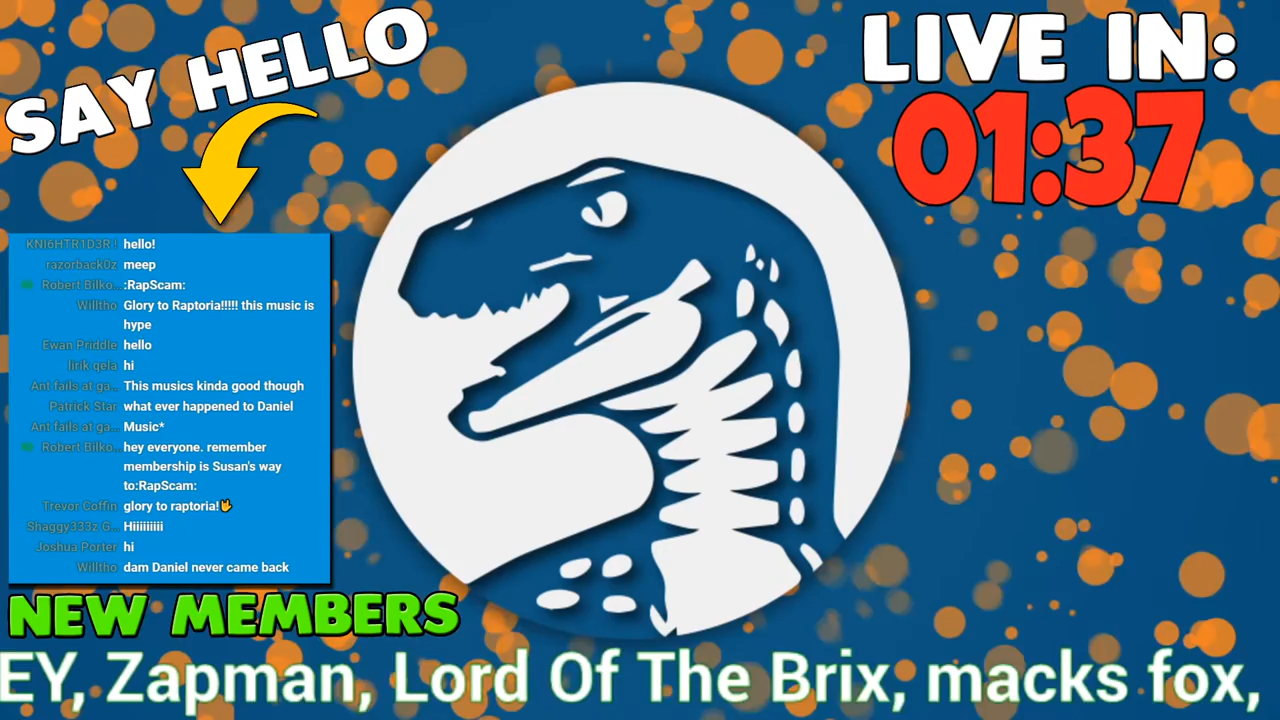 SAY HELLO
LIVE IN:
01:37
KNI6HTR1D3R ! hello!
razorback0z meep
Robert Bilko... :RapScam:
Willtho Glory to Raptoria!!!!! this music is
hype
Ewan Priddle hello
lirik qela hi
Ant fails at ga... This musics kinda good though
Patrick Star what ever happened to Daniel
Ant fails at ga... Music*
Robert Bilko... hey everyone. remember
membership is Susan's way
to:RapScam:
Trevor Coffin glory to raptoria!🤘
Shaggy333z G... Hiiiiiiiii
Joshua Porter hi
Willtho dam Daniel never came back
NEW MEMBERS
EY, Zapman, Lord Of The Brix, macks fox,